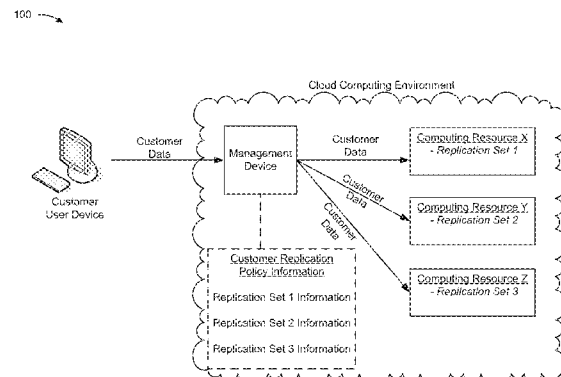 100
Cloud Computing Environment
Customer
Data
Customer
User Device
Management
Device
Customer
Data
Computing Resource X
- Replication Set 1
Customer
Data
Computing Resource Y
- Replication Set 2
Customer
Data
Computing Resource Z
- Replication Set 3
Customer Replication
Policy Information
Replication Set 1 Information
Replication Set 2 Information
Replication Set 3 Information